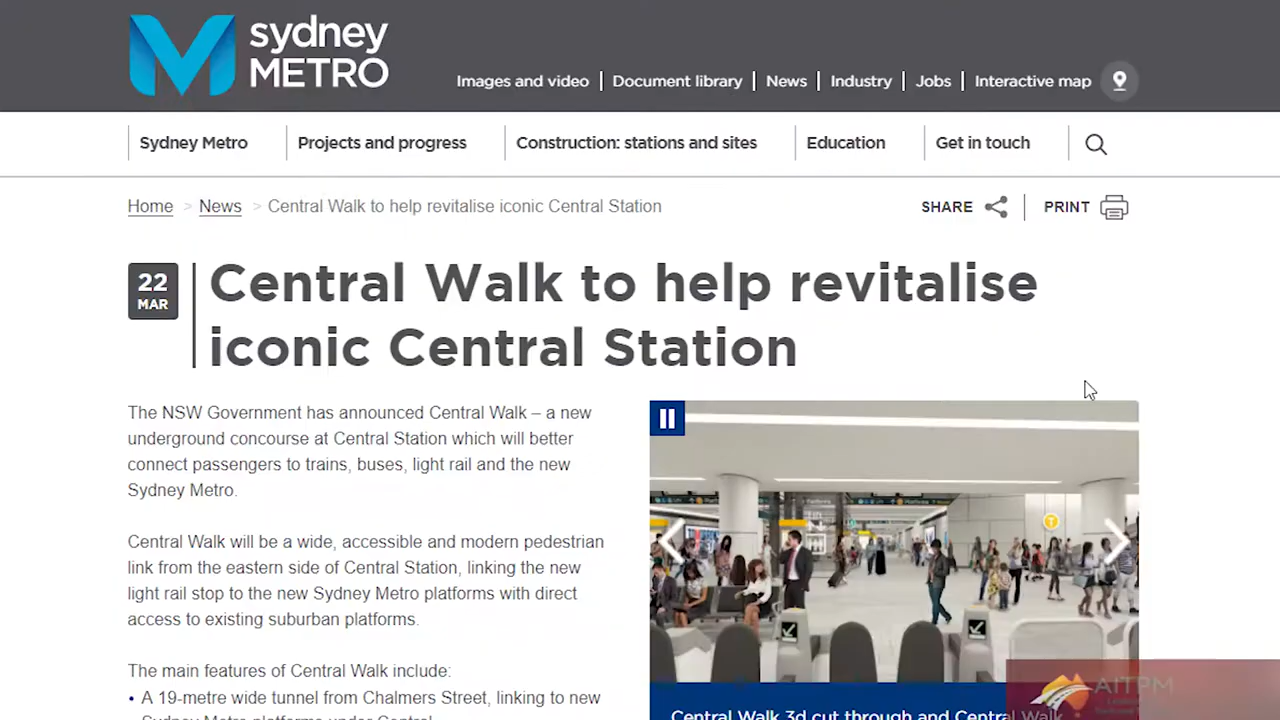 sydney
METRO
Images and video
Document library
News
Industry
Jobs
Interactive map
Sydney Metro
Projects and progress
Construction: stations and sites
Education
Get in touch
Home > News > Central Walk to help revitalise iconic Central Station
SHARE
PRINT
22
MAR
Central Walk to help revitalise
iconic Central Station
The NSW Government has announced Central Walk – a new
underground concourse at Central Station which will better
connect passengers to trains, buses, light rail and the new
Sydney Metro.
Central Walk will be a wide, accessible and modern pedestrian
link from the eastern side of Central Station, linking the new
light rail stop to the new Sydney Metro platforms with direct
access to existing suburban platforms.
The main features of Central Walk include:
• A 19-metre wide tunnel from Chalmers Street, linking to new
Sydney Metro platforms under Central
T
Central Walk 3d cut through and Central Walk
AITPM